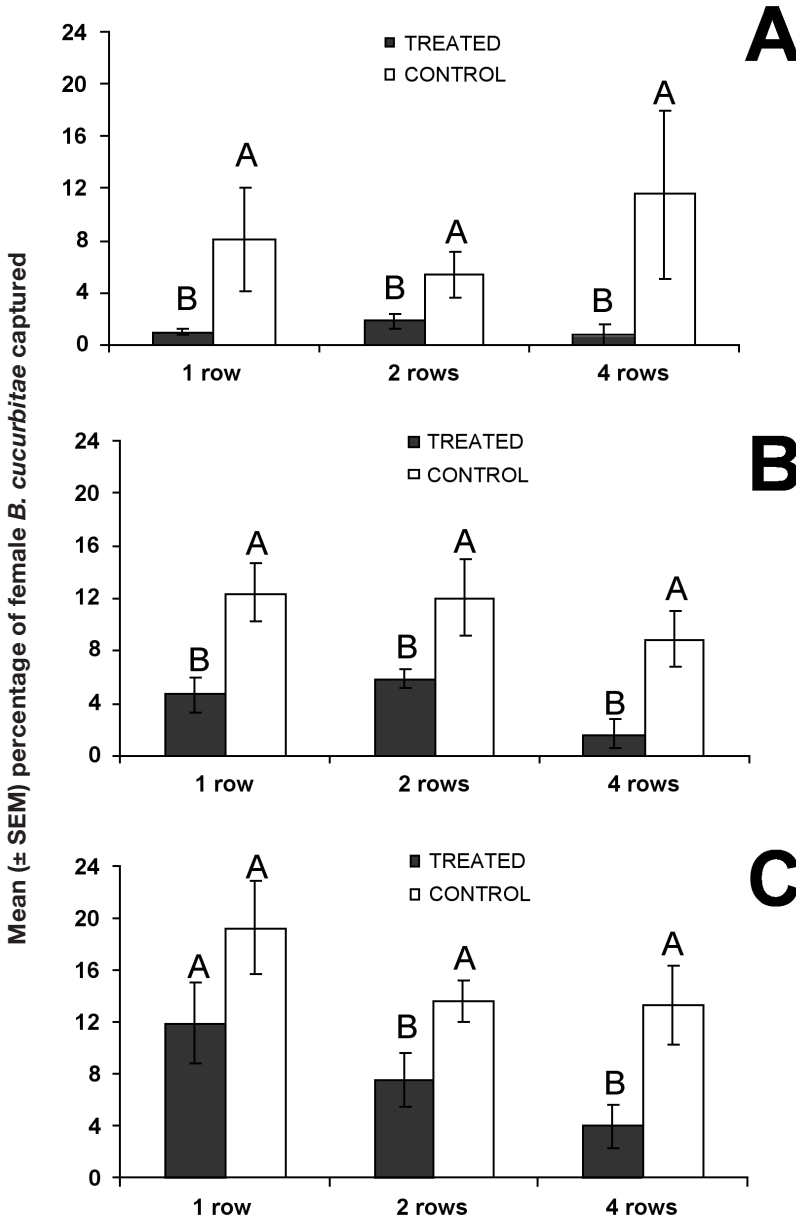 Mean (± SEM) percentage of female B. cucurbitae captured
A
TREATED
CONTROL
24
20
16
12
8
4
0
B
A
B
A
B
A
1 row
2 rows
4 rows
B
TREATED
CONTROL
24
20
16
12
8
4
0
B
A
B
A
B
A
1 row
2 rows
4 rows
C
TREATED
CONTROL
24
20
16
12
8
4
0
A
A
B
A
B
A
1 row
2 rows
4 rows